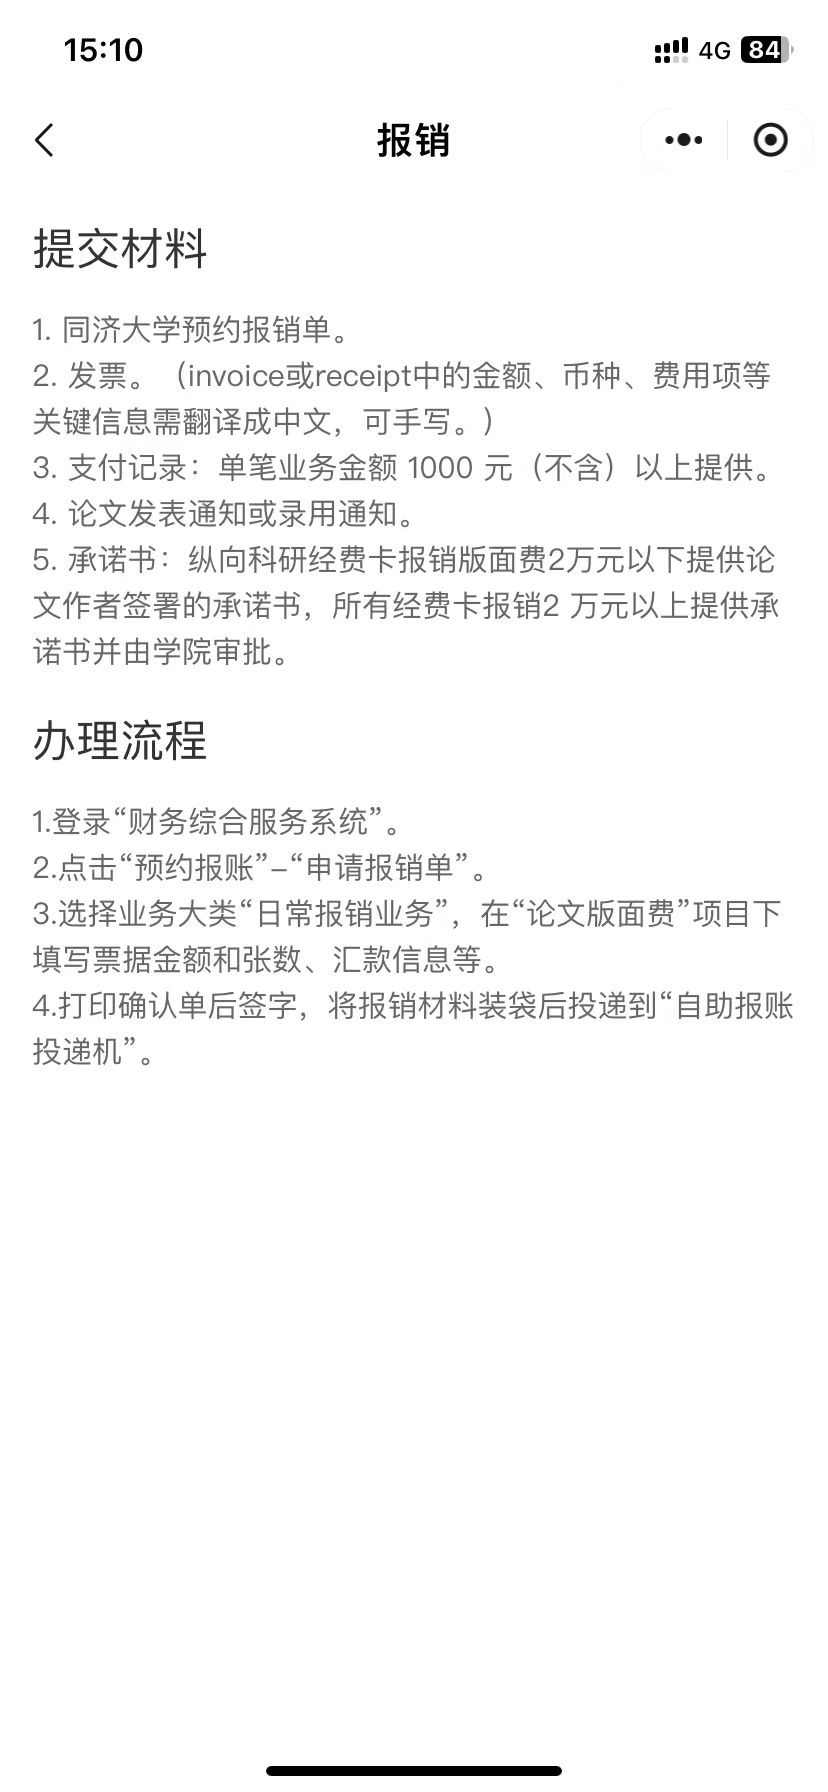 15:10
4G 84
报销
提交材料
1. 同济大学预约报销单。
2. 发票。（invoice或receipt中的金额、币种、费用项等
关键信息需翻译成中文，可手写。）
3. 支付记录：单笔业务金额 1000 元（不含）以上提供。
4. 论文发表通知或录用通知。
5. 承诺书：纵向科研经费卡报销版面费2万元以下提供论
文作者签署的承诺书，所有经费卡报销2 万元以上提供承
诺书并由学院审批。
办理流程
1.登录“财务综合服务系统”。
2.点击“预约报账”–“申请报销单”。
3.选择业务大类“日常报销业务”，在“论文版面费”项目下
填写票据金额和张数、汇款信息等。
4.打印确认单后签字，将报销材料装袋后投递到“自助报账
投递机”。